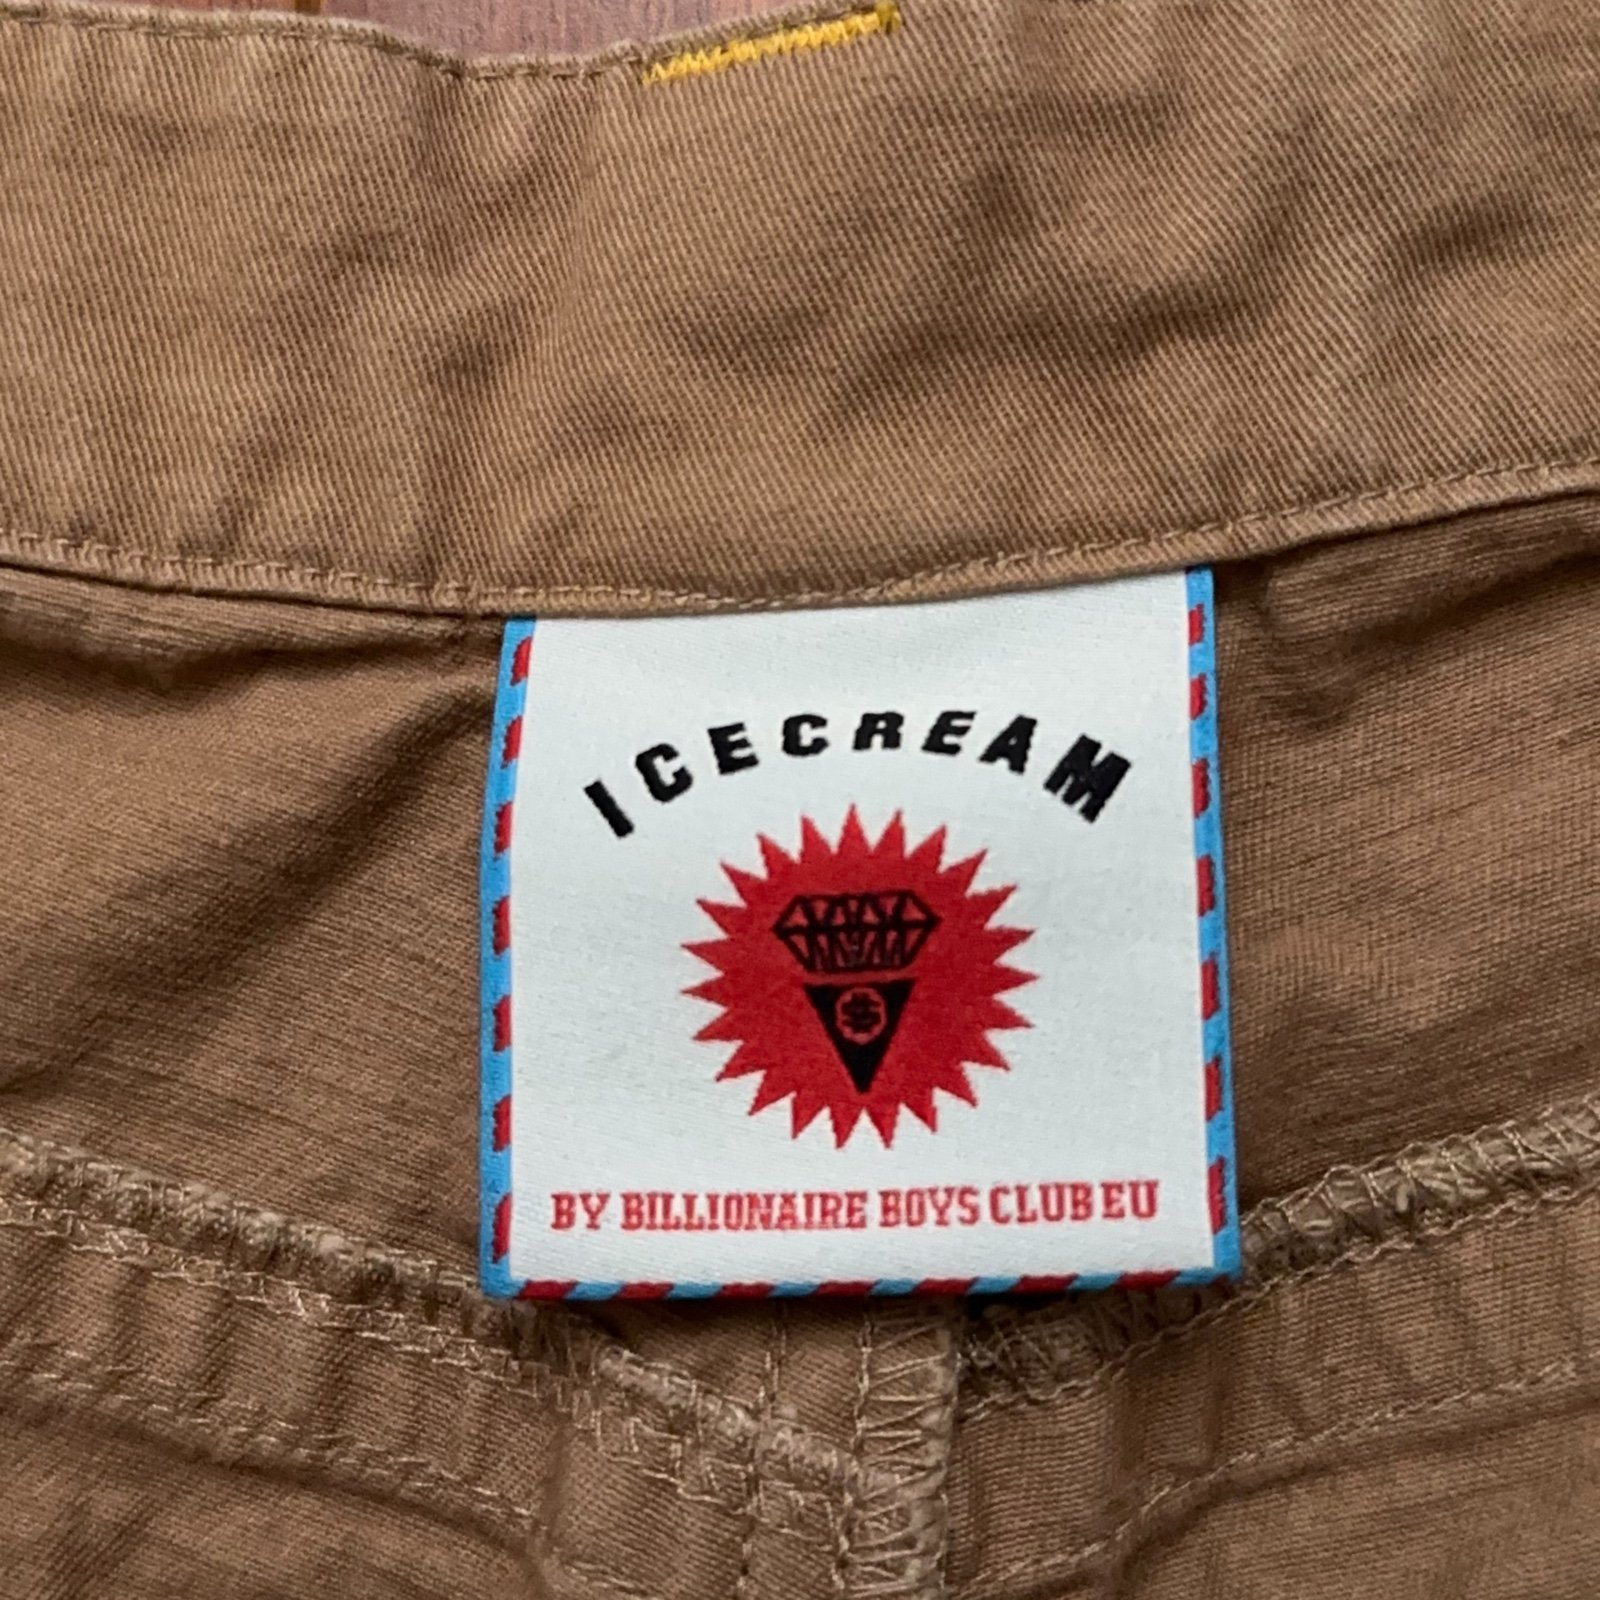 ICECREAM
$
BY BILLIONAIRE BOYS CLUB EU